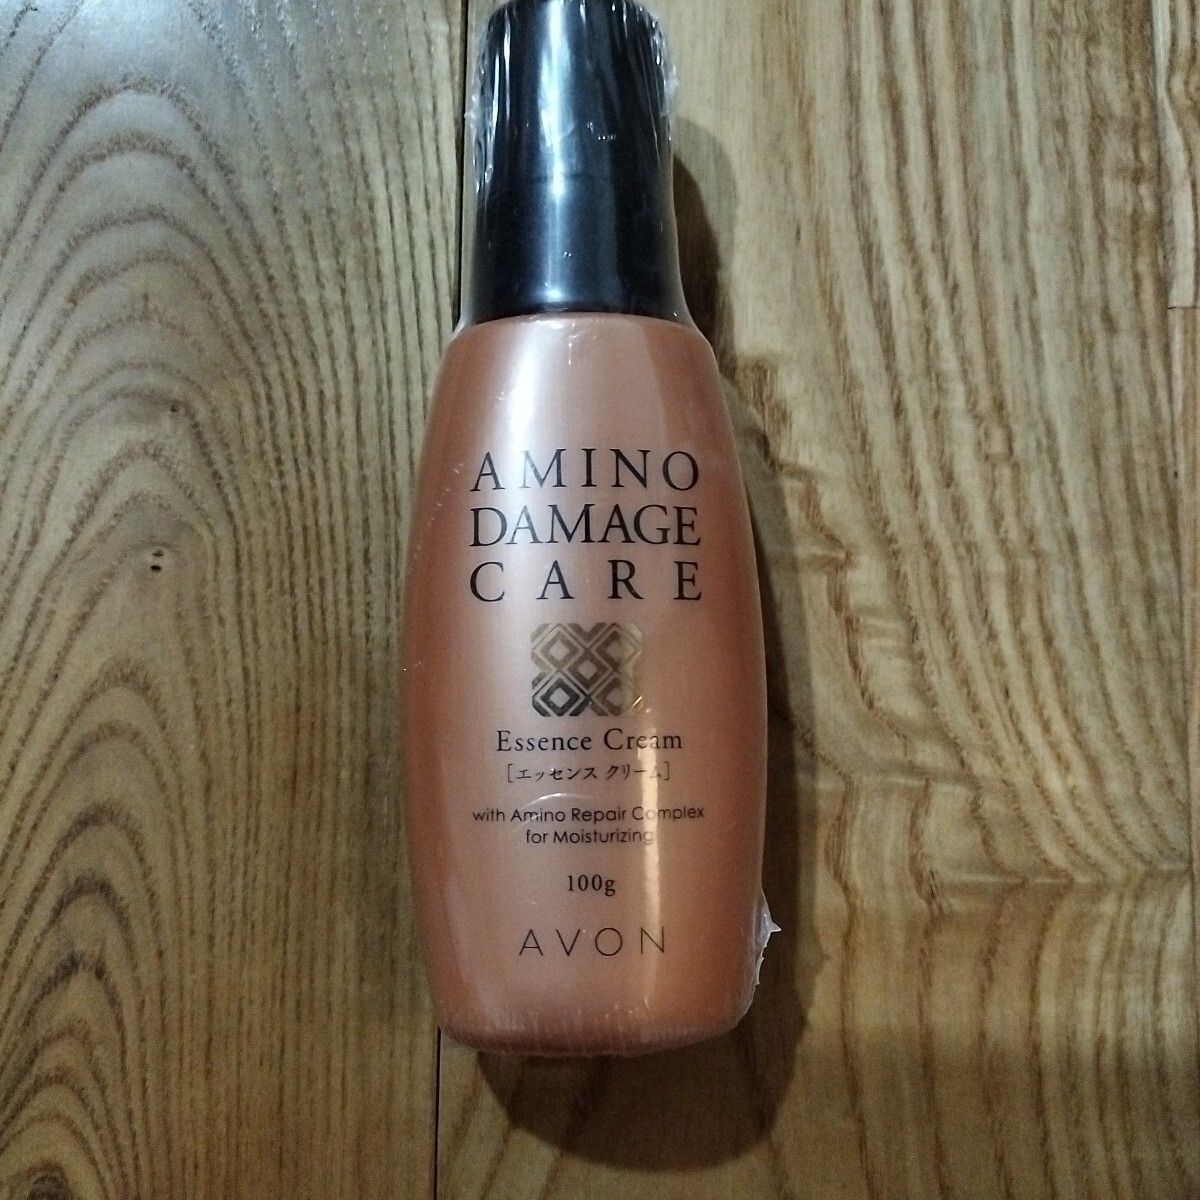 AMINO
DAMAGE
CARE
Essence Cream
[エッセンス クリーム]
with Amino Repair Complex
for Moisturizing
100g
AVON